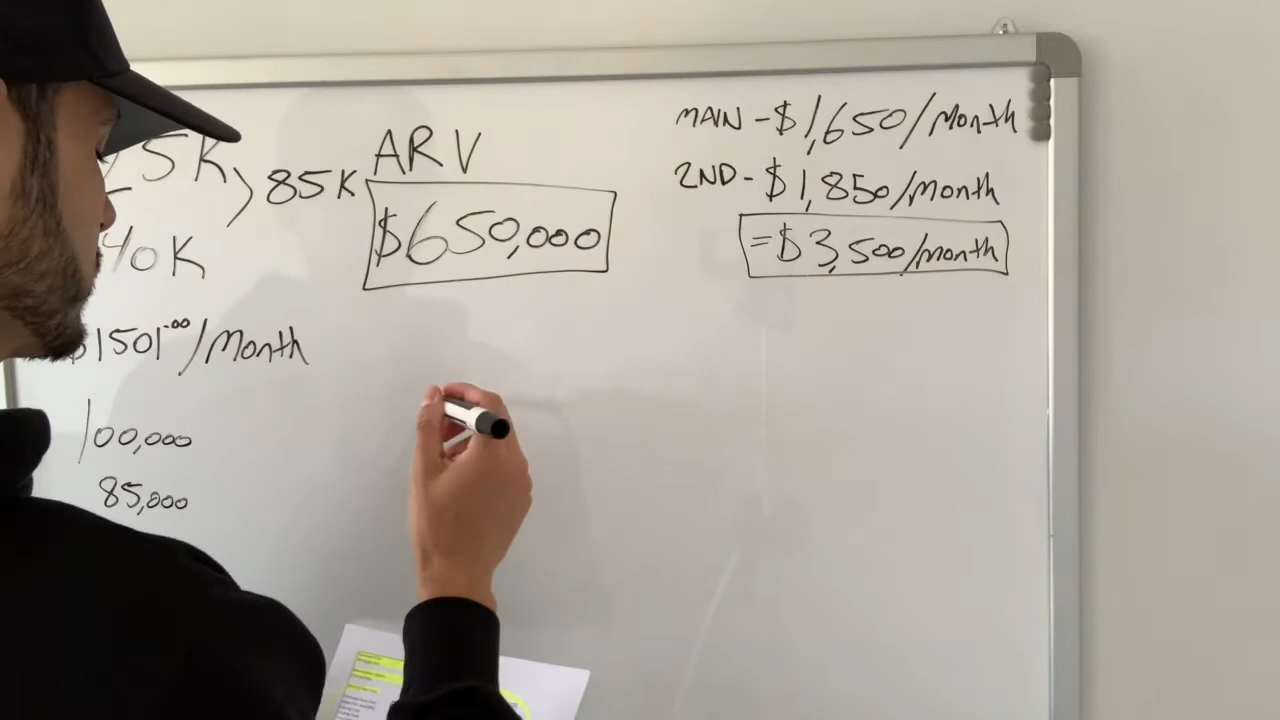 5K
85K
40K
$1501.00/Month
100,000
85,000
ARV
$650,000
MAIN - $1,650/Month
2ND - $1,850/month
= $3,500/month